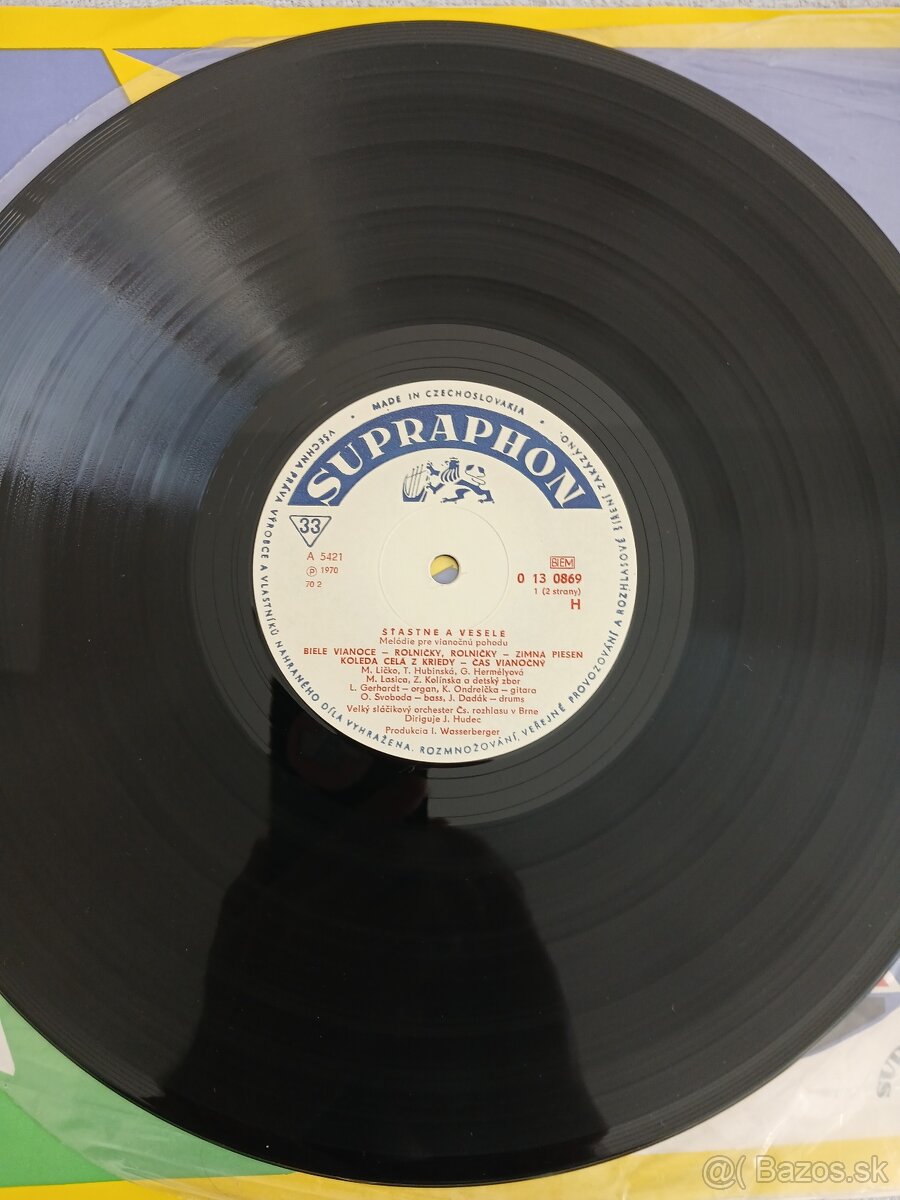 MADE IN CZECHOSLOVAKIA
VŠECHNA PRÁVA VÝROBCE A VLASTNÍKŮ NAHRANÉHO DÍLA VYHRAŽENA. ROZMNOŽOVÁNÍ VEŘEJNÉ PROVOZOVÁNÍ A ROZHLASOVÉ ŠÍŘENÍ ZAKÁZÁNO.
SUPRAPHON
33
A 5421
Ⓟ 1970
70 2
BIEM
0 13 0869
1 (2 strany)
H
ŠŤASTNÉ A VESELÉ
Melódie pre vianočnú pohodu
BIELE VIANOCE – ROLNIČKY, ROLNIČKY – ZIMNÁ PIESEŇ
KOLEDA CELÁ Z KRIEDY – ČAS VIANOČNÝ
M. Ličko, T. Hubinská, G. Hermélyová
M. Lasica, Z. Kolínska a detský zbor
L. Gerhardt – organ, K. Ondreička – gitara
O. Svoboda – bass, J. Dadák – drums
Velký sláčikový orchester Čs. rozhlasu v Brne
Diriguje J. Hudec
Produkcia I. Wasserberger
@( Bazos.sk